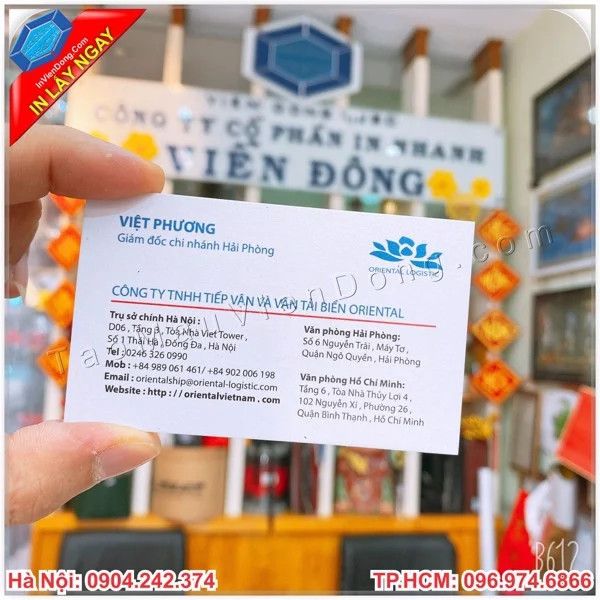 InVienDong.Com
IN LẤY NGAY
CÔNG TY CỔ PHẦN IN NHANH
VIỄN ĐÔNG
VIỆT PHƯƠNG
Giám đốc chi nhánh Hải Phòng
ORIENTAL LOGISTIC
CÔNG TY TNHH TIẾP VẬN VÀ VẬN TẢI BIỂN ORIENTAL
Trụ sở chính Hà Nội :
D06 , Tầng 8 , Toà Nhà Viet Tower ,
Số 1 Thái Hà , Đống Đa , Hà Nội
Tel : 0246 326 0990
Mob : +84 989 061 461/ +84 902 006 198
Email : orientalship@oriental-logistic.com
Website : http : // orientalvietnam . com
Văn phòng Hải Phòng:
Số 6 Nguyễn Trãi , Máy Tơ ,
Quận Ngô Quyền , Hải Phòng
Văn phòng Hồ Chí Minh:
Tầng 6 , Tòa Nhà Thủy Lợi 4 ,
102 Nguyễn Xí , Phường 26 ,
Quận Bình Thạnh , Hồ Chí Minh
B612
Hà Nội: 0904.242.374
TP.HCM: 096.974.6866